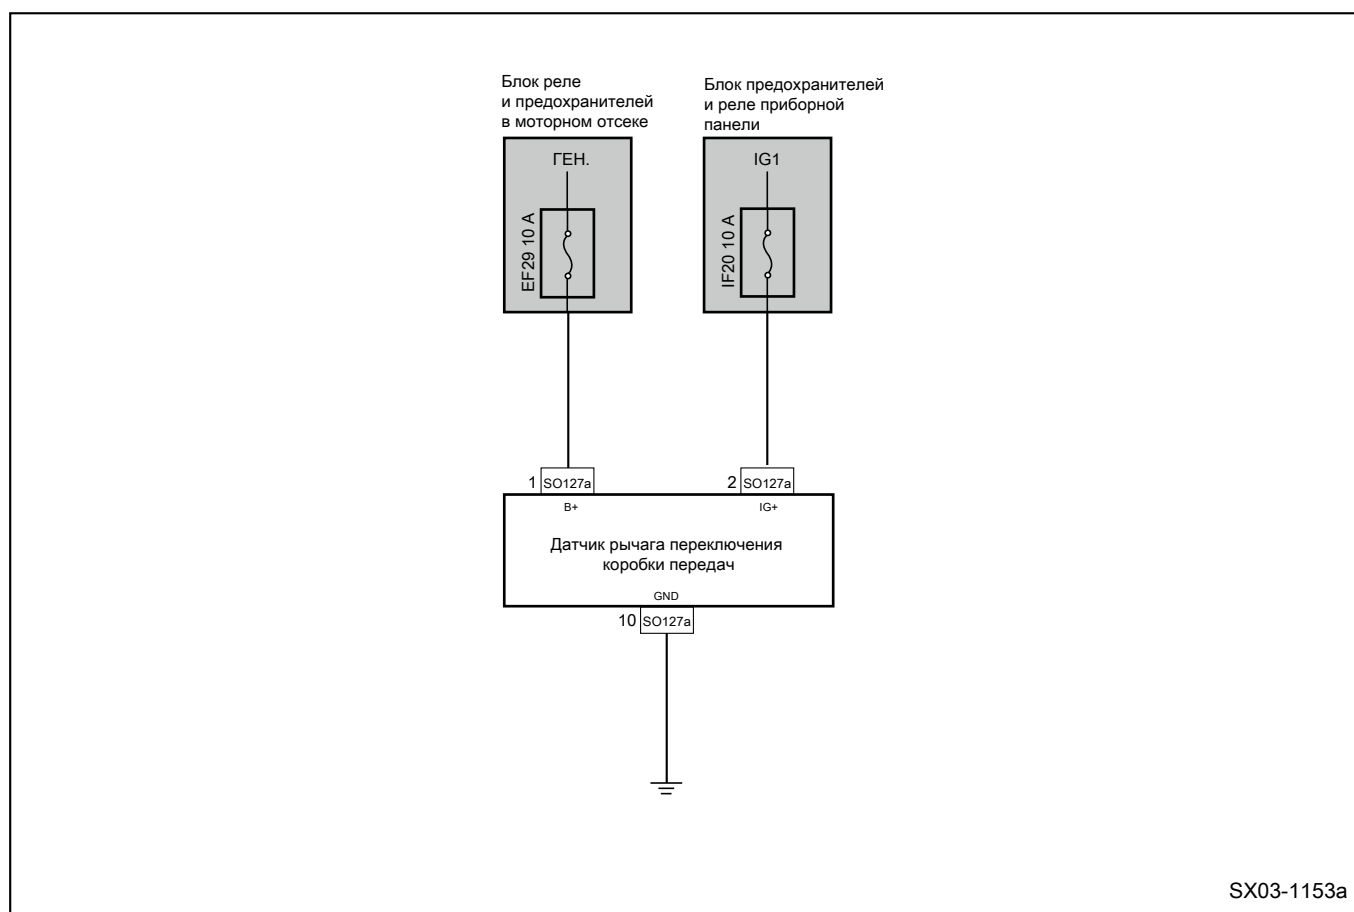 Блок реле
и предохранителей
в моторном отсеке
Блок предохранителей
и реле приборной
панели
ГЕН.
IG1
EF29 10 A
IF20 10 A
1 SO127a
2 SO127a
B+
IG+
Датчик рычага переключения
коробки передач
GND
10 SO127a
SX03-1153a